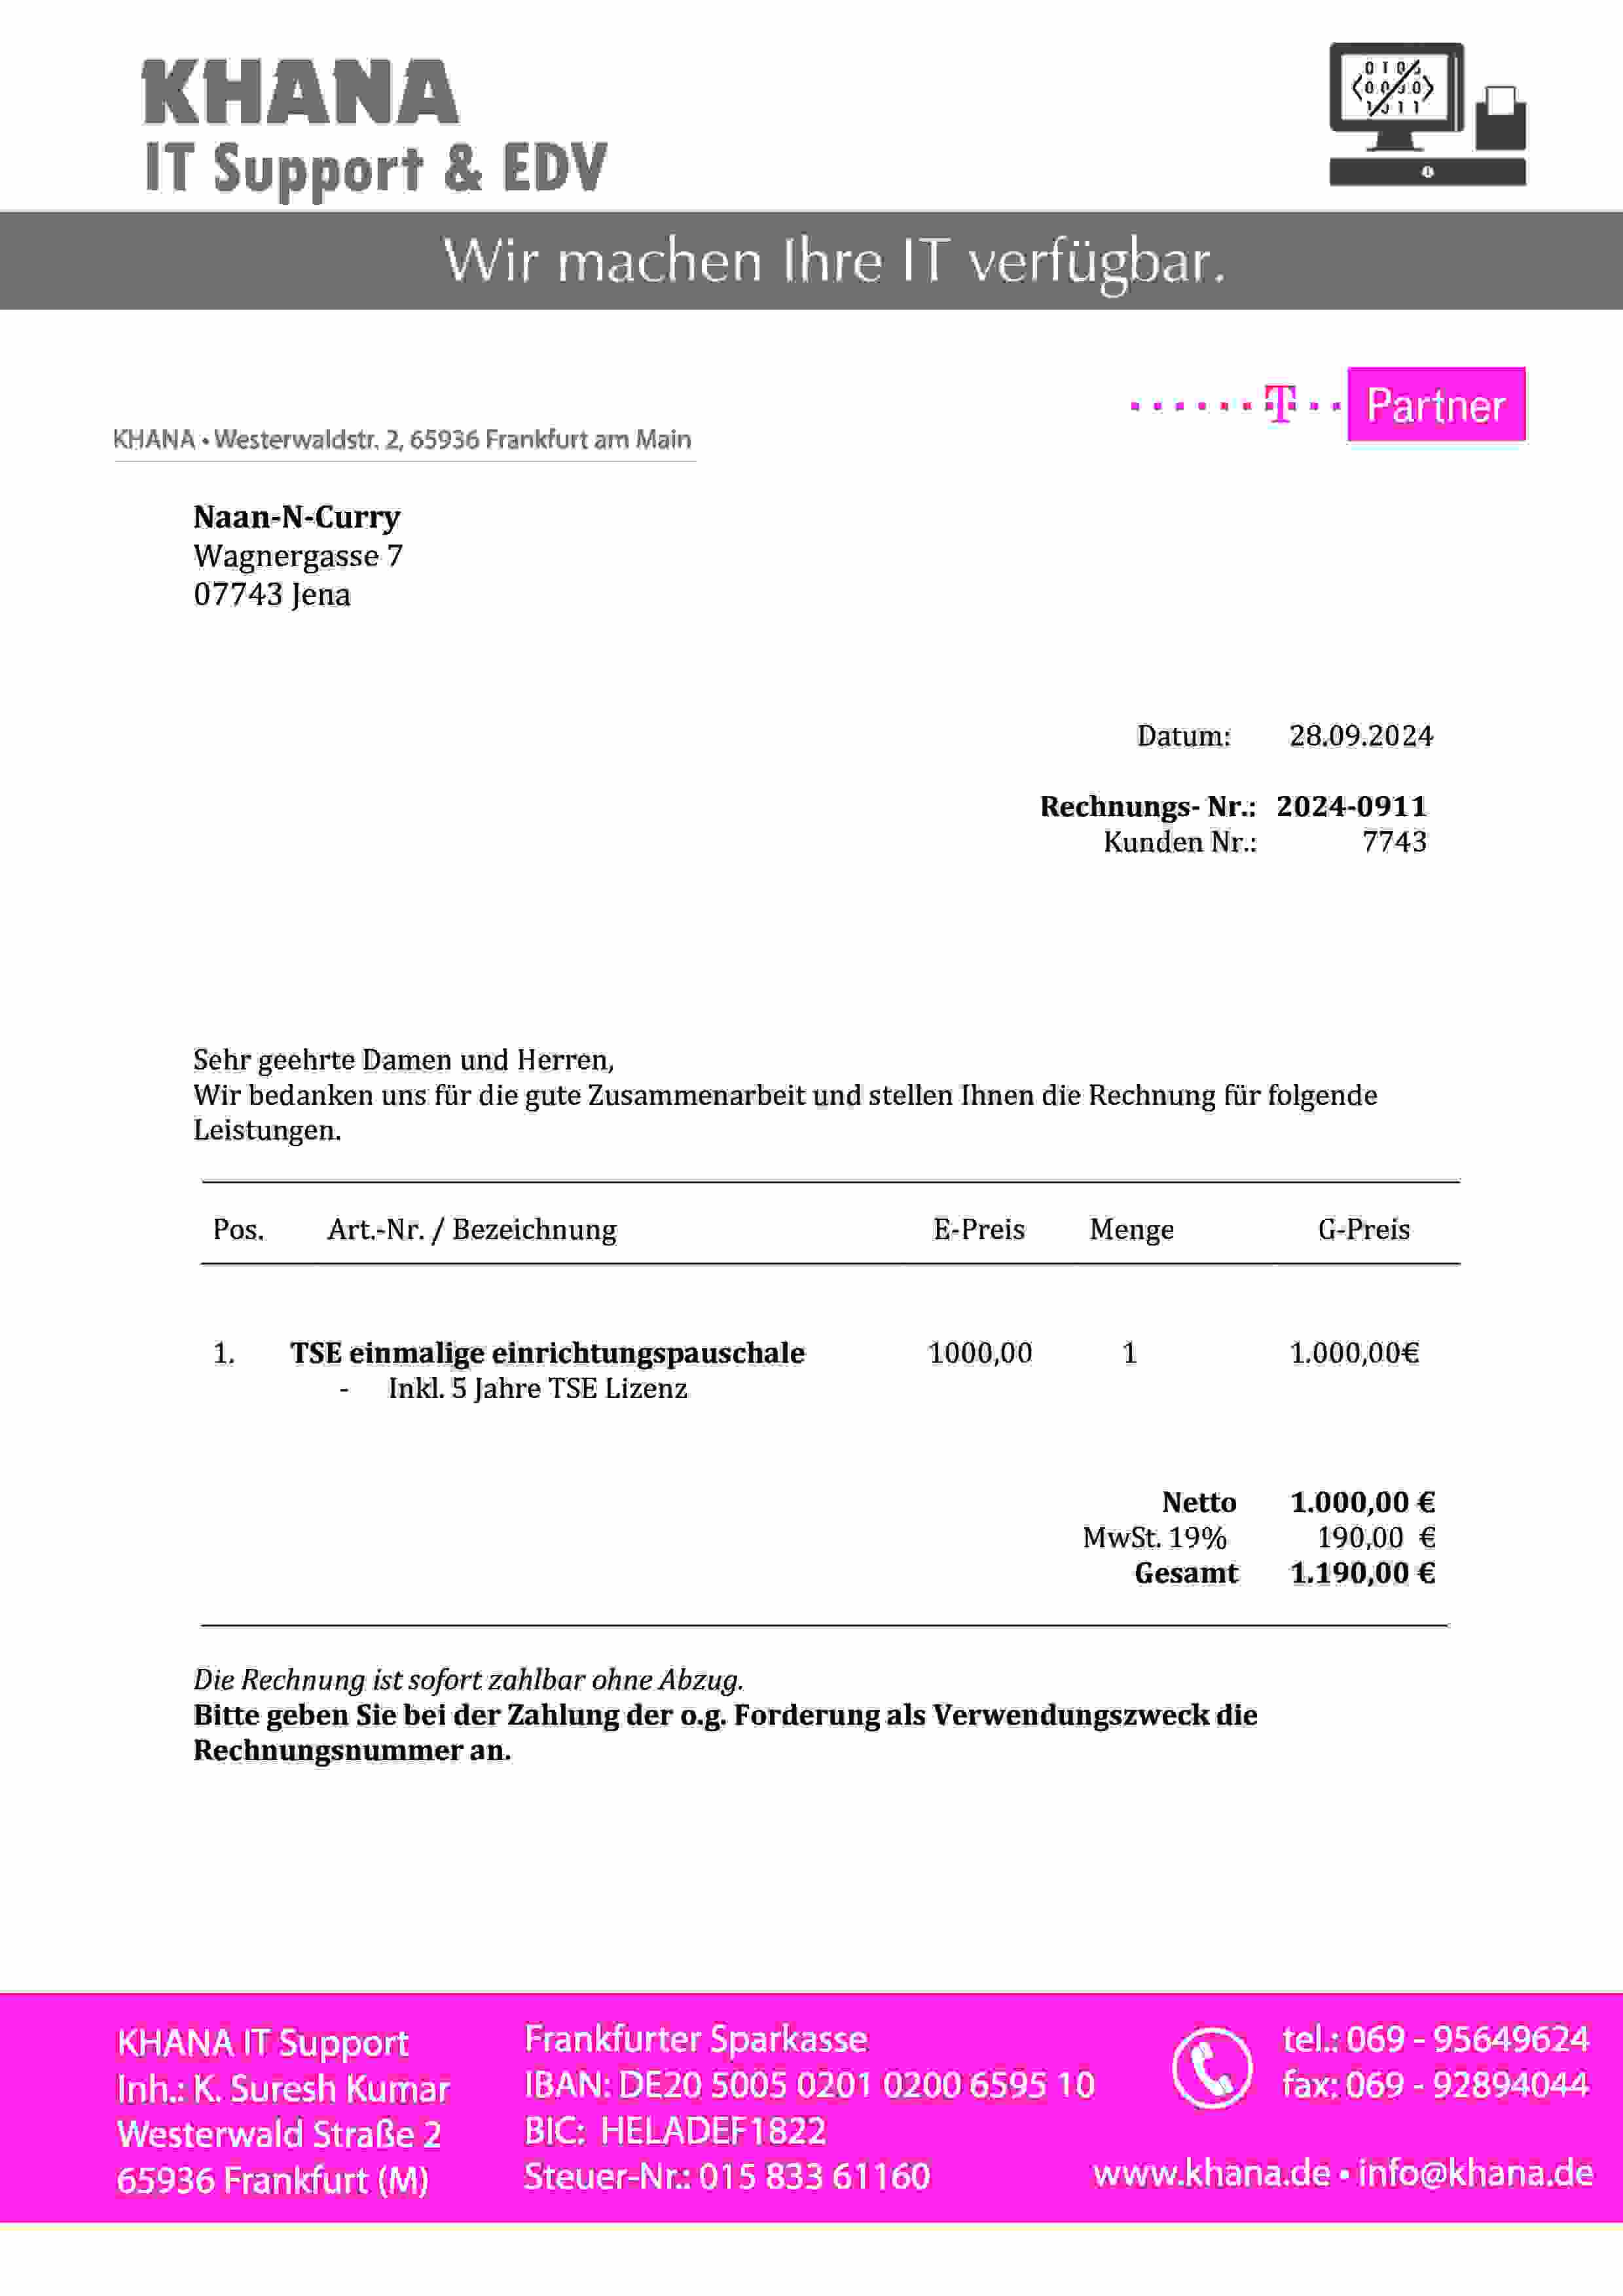 KHANA
IT Support & EDV
Wir machen Ihre IT verfügbar.
T Partner
KHANA • Westerwaldstr. 2, 65936 Frankfurt am Main
Naan-N-Curry
Wagnergasse 7
07743 Jena
Datum: 28.09.2024
Rechnungs- Nr.: 2024-0911
Kunden Nr.: 7743
Sehr geehrte Damen und Herren,
Wir bedanken uns für die gute Zusammenarbeit und stellen Ihnen die Rechnung für folgende
Leistungen.
Pos. Art.-Nr. / Bezeichnung E-Preis Menge G-Preis
1. TSE einmalige einrichtungspauschale 1000,00 1 1.000,00€
- Inkl. 5 Jahre TSE Lizenz
Netto 1.000,00 €
MwSt. 19% 190,00 €
Gesamt 1.190,00 €
Die Rechnung ist sofort zahlbar ohne Abzug.
Bitte geben Sie bei der Zahlung der o.g. Forderung als Verwendungszweck die
Rechnungsnummer an.
KHANA IT Support
Inh.: K. Suresh Kumar
Westerwald Straße 2
65936 Frankfurt (M)
Frankfurter Sparkasse
IBAN: DE20 5005 0201 0200 6595 10
BIC: HELADEF1822
Steuer-Nr.: 015 833 61160
tel.: 069 - 95649624
fax: 069 - 92894044
www.khana.de • info@khana.de